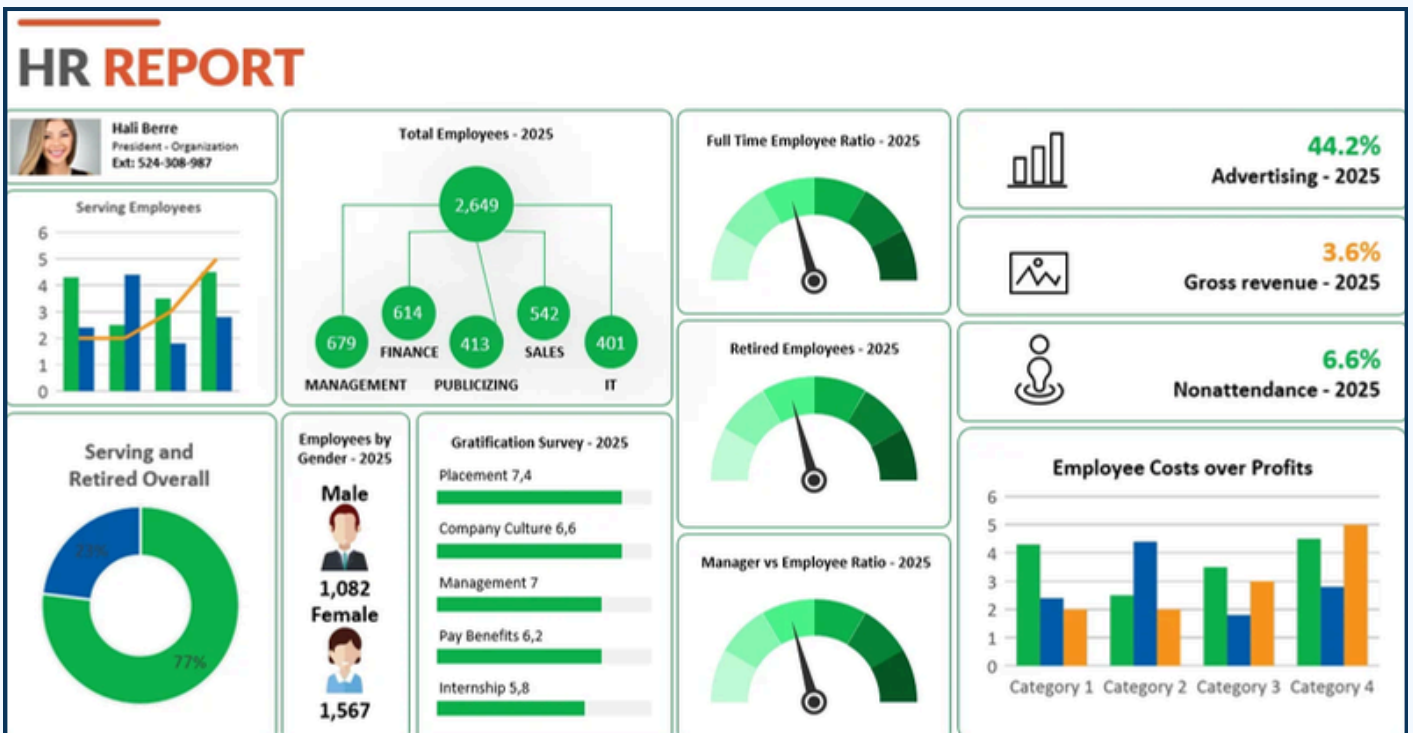 HR REPORT
Hali Berre
President - Organization
Ext: 524-308-987
Serving Employees
6
5
4
3
2
1
0
Total Employees - 2025
2,649
679
614
413
542
401
MANAGEMENT
FINANCE
PUBLICIZING
SALES
IT
Full Time Employee Ratio - 2025
Retired Employees - 2025
Manager vs Employee Ratio - 2025
44.2%
Advertising - 2025
3.6%
Gross revenue - 2025
6.6%
Nonattendance - 2025
Serving and
Retired Overall
23%
77%
Employees by
Gender - 2025
Male
1,082
Female
1,567
Gratification Survey - 2025
Placement 7,4
Company Culture 6,6
Management 7
Pay Benefits 6,2
Internship 5,8
Employee Costs over Profits
6
5
4
3
2
1
0
Category 1 Category 2 Category 3 Category 4